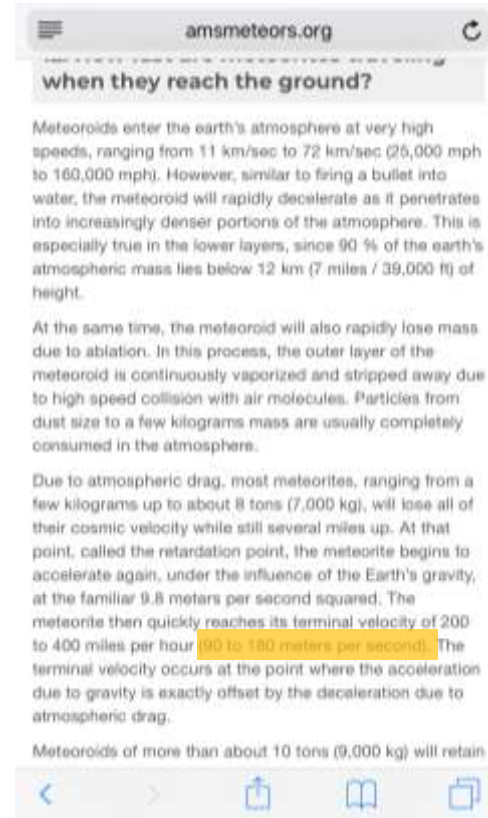 amsmeteors.org
when they reach the ground?
Meteoroids enter the earth's atmosphere at very high
speeds, ranging from 11 km/sec to 72 km/sec (25,000 mph
to 160,000 mph). However, similar to firing a bullet into
water, the meteoroid will rapidly decelerate as it penetrates
into increasingly denser portions of the atmosphere. This is
especially true in the lower layers, since 90 % of the earth's
atmospheric mass lies below 12 km (7 miles / 39,000 ft) of
height.
At the same time, the meteoroid will also rapidly lose mass
due to ablation. In this process, the outer layer of the
meteoroid is continuously vaporized and stripped away due
to high speed collision with air molecules. Particles from
dust size to a few kilograms mass are usually completely
consumed in the atmosphere.
Due to atmospheric drag, most meteorites, ranging from a
few kilograms up to about 8 tons (7,000 kg), will lose all of
their cosmic velocity while still several miles up. At that
point, called the retardation point, the meteorite begins to
accelerate again, under the influence of the Earth's gravity,
at the familiar 9.8 meters per second squared. The
meteorite then quickly reaches its terminal velocity of 200
to 400 miles per hour (90 to 180 meters per second). The
terminal velocity occurs at the point where the acceleration
due to gravity is exactly offset by the deceleration due to
atmospheric drag.
Meteoroids of more than about 10 tons (9,000 kg) will retain